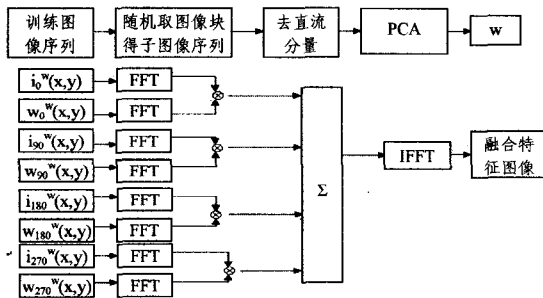 训练图
像序列
随机取图像块
得子图像序列
去直流
分量
PCA
w
i₀ʷ(x,y)
FFT
w₀ʷ(x,y)
FFT
i₉₀ʷ(x,y)
FFT
w₉₀ʷ(x,y)
FFT
i₁₈₀ʷ(x,y)
FFT
w₁₈₀ʷ(x,y)
FFT
i₂₇₀ʷ(x,y)
FFT
w₂₇₀ʷ(x,y)
FFT
Σ
IFFT
融合特
征图像